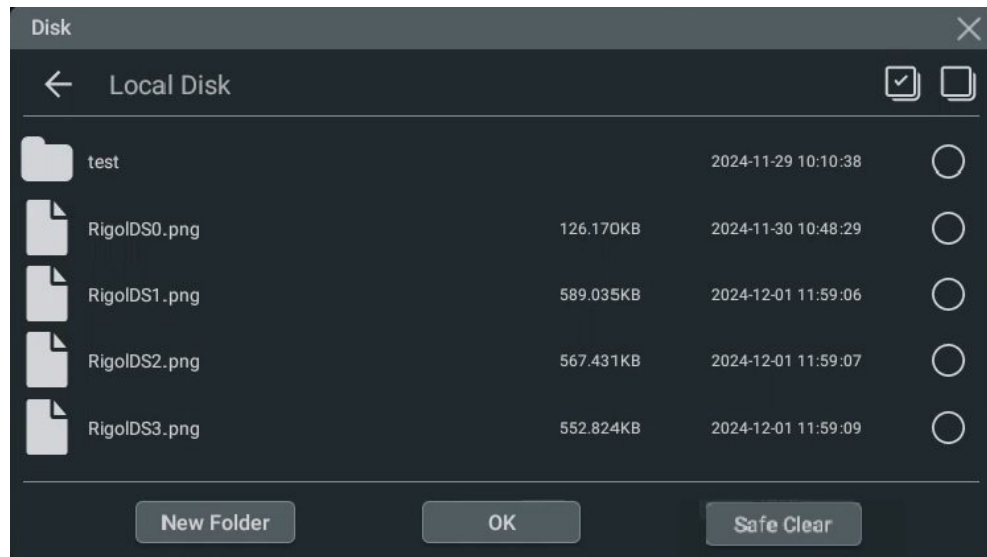 Disk
Local Disk
test 2024-11-29 10:10:38
RigolDS0.png 126.170KB 2024-11-30 10:48:29
RigolDS1.png 589.035KB 2024-12-01 11:59:06
RigolDS2.png 567.431KB 2024-12-01 11:59:07
RigolDS3.png 552.824KB 2024-12-01 11:59:09
New Folder OK Safe Clear